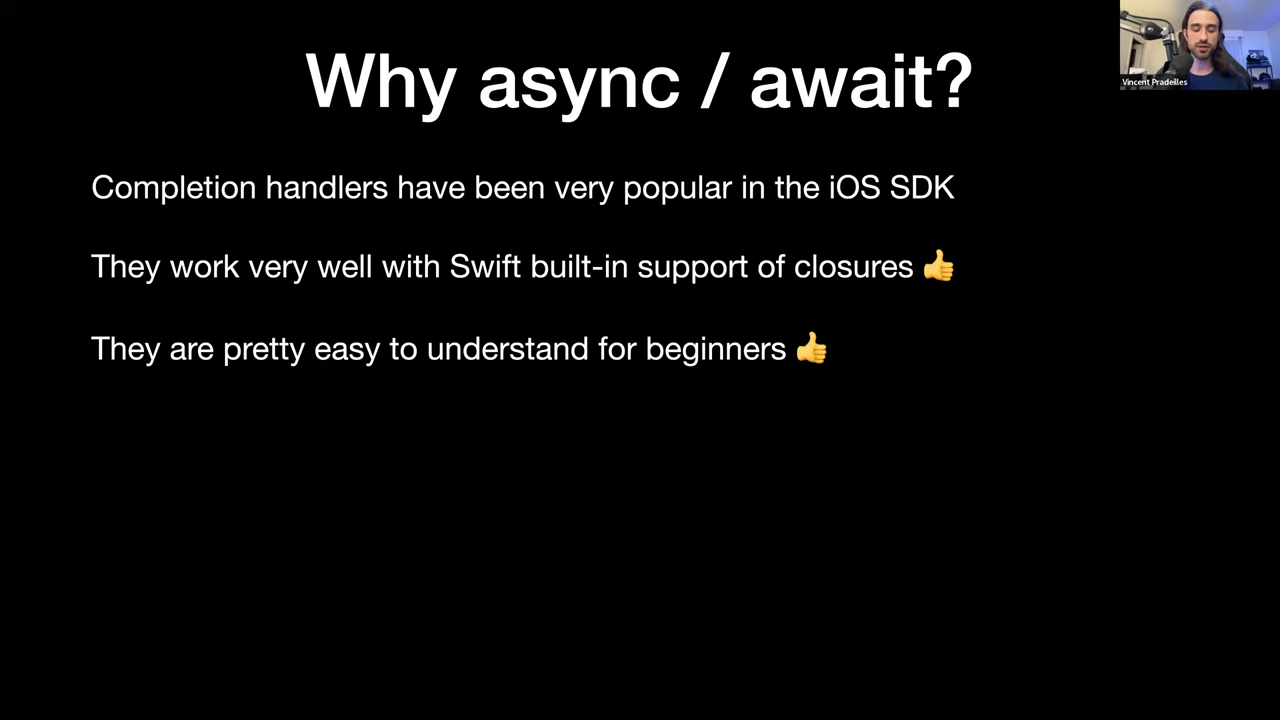 Why async / await?
Vincent Pradeilles
Completion handlers have been very popular in the iOS SDK
They work very well with Swift built-in support of closures 👍
They are pretty easy to understand for beginners 👍